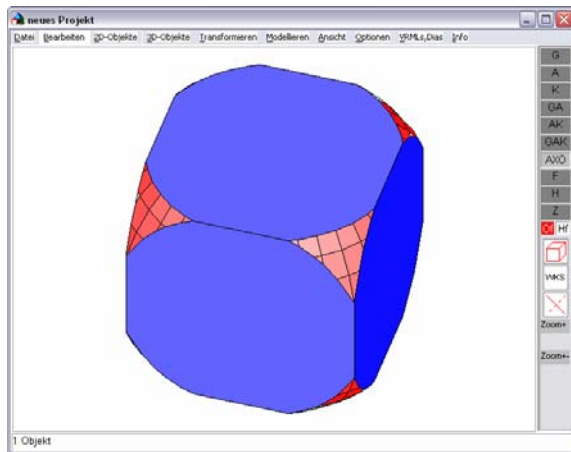 neues Projekt
Datei Bearbeiten 2D-Objekte 3D-Objekte Transformieren Modellieren Ansicht Optionen VRMLs,Dias Info
G
A
K
GA
AK
GAK
AXO
F
H
Z
Of Hf
WKS
Zoom+
Zoom+-
1 Objekt